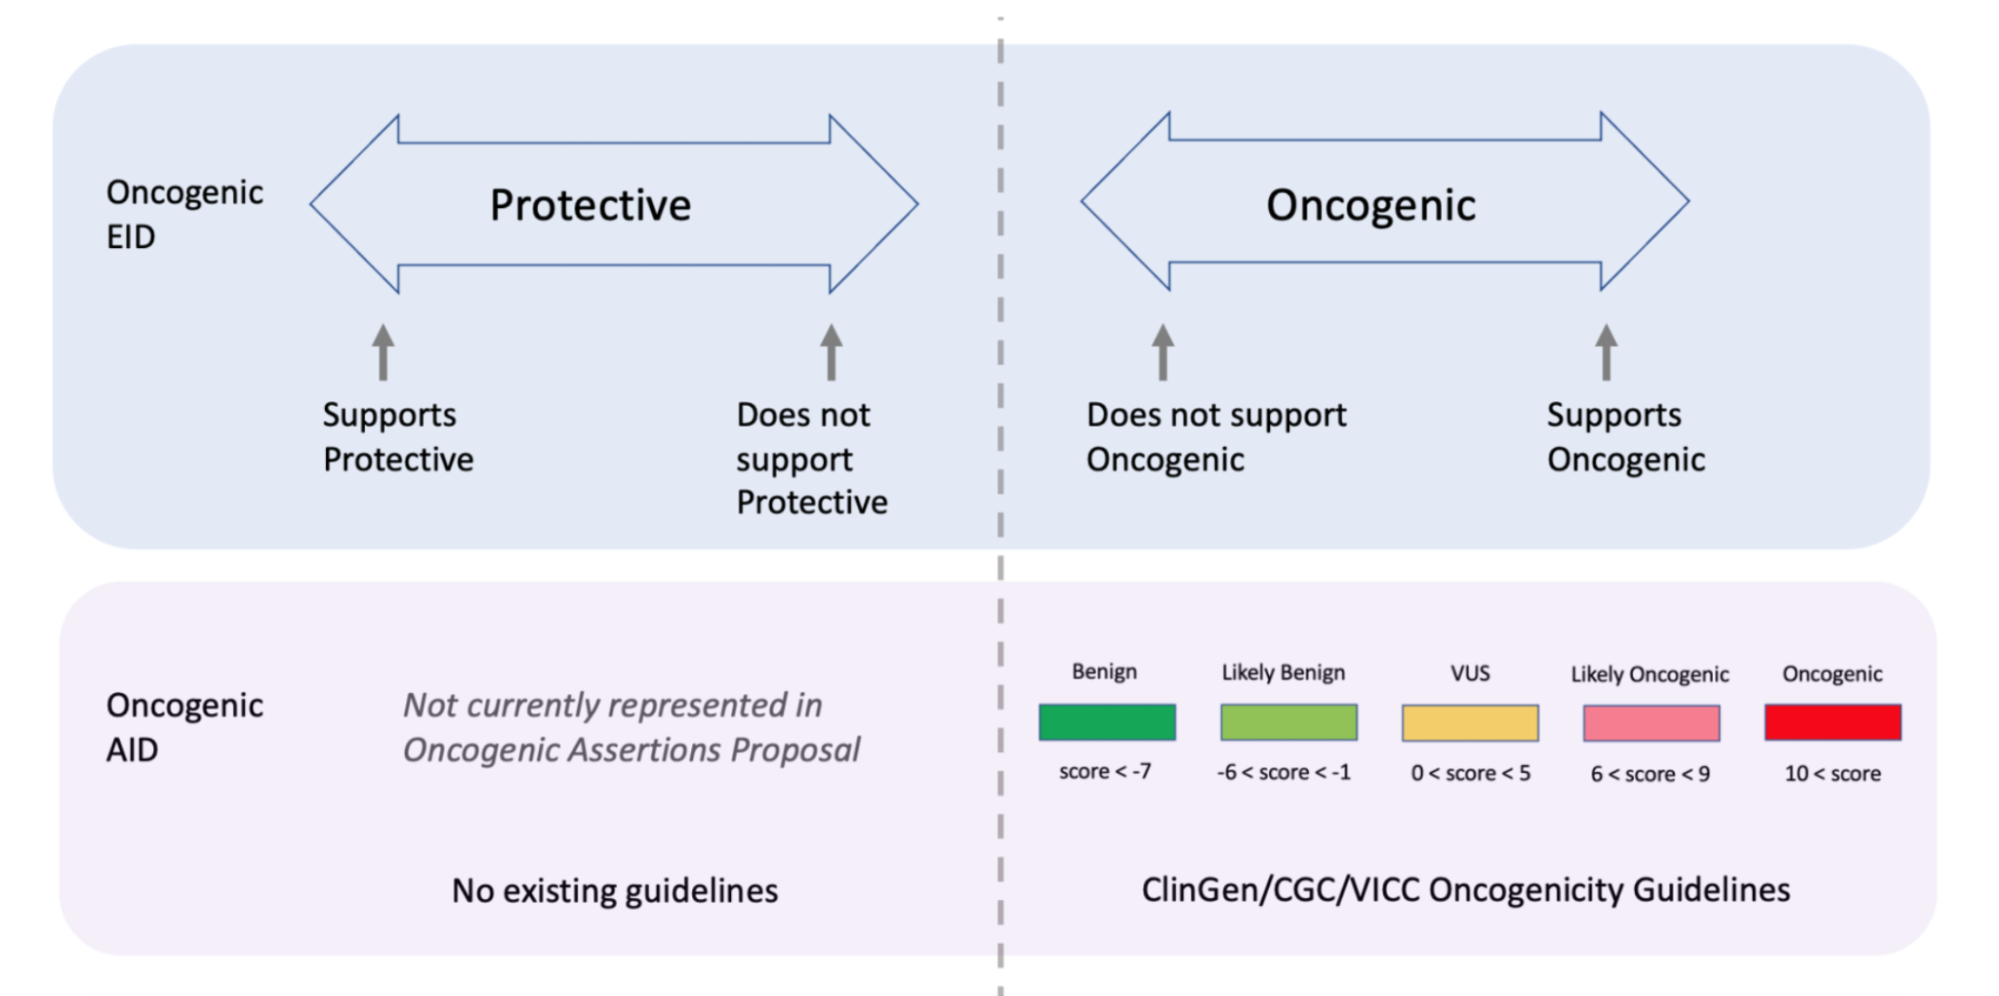 Protective
Oncogenic
Oncogenic
EID
Supports
Protective
Does not
support
Protective
Does not support
Oncogenic
Supports
Oncogenic
Oncogenic
AID
Not currently represented in
Oncogenic Assertions Proposal
No existing guidelines
Benign
Likely Benign
VUS
Likely Oncogenic
Oncogenic
score < -7
-6 < score < -1
0 < score < 5
6 < score < 9
10 < score
ClinGen/CGC/VICC Oncogenicity Guidelines